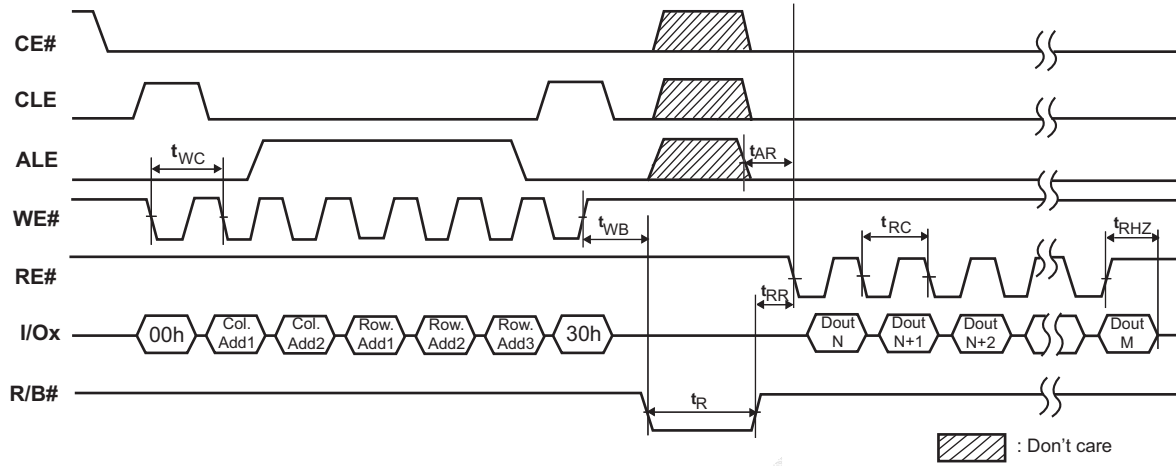 CE#
CLE
ALE
tWC
tAR
WE#
tWB
tRC
tRHZ
RE#
tRR
I/Ox
00h
Col. Add1
Col. Add2
Row. Add1
Row. Add2
Row. Add3
30h
Dout N
Dout N+1
Dout N+2
Dout M
R/B#
tR
: Don't care